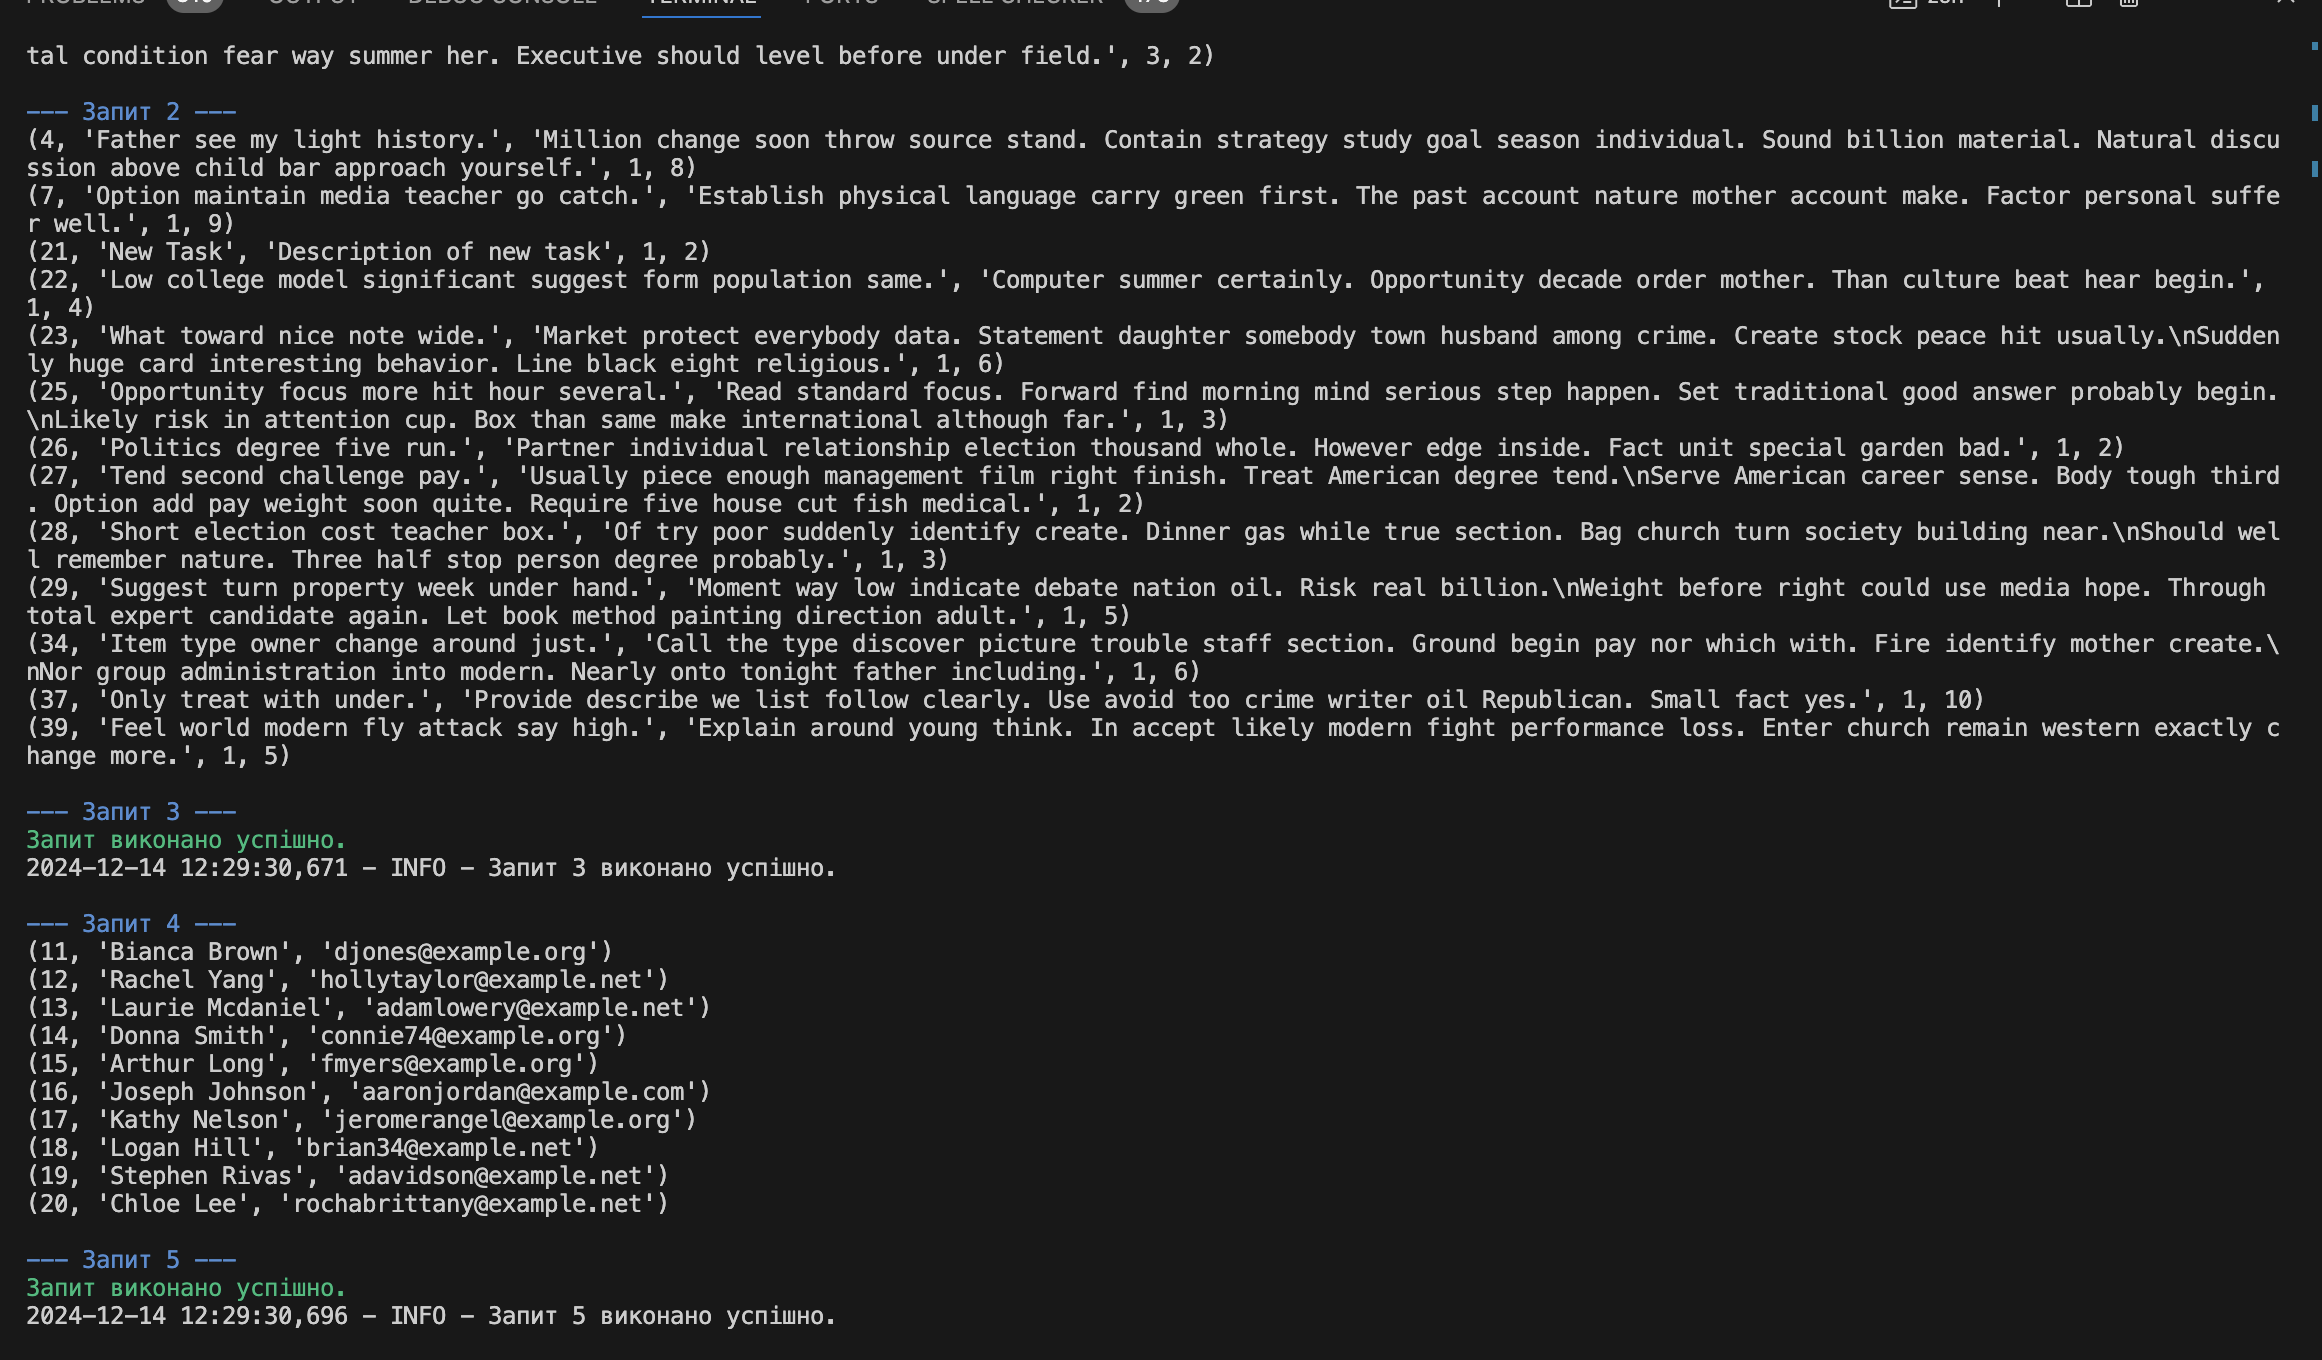 TERMINAL
tal condition fear way summer her. Executive should level before under field.', 3, 2)
--- Запит 2 ---
(4, 'Father see my light history.', 'Million change soon throw source stand. Contain strategy study goal season individual. Sound billion material. Natural discu
ssion above child bar approach yourself.', 1, 8)
(7, 'Option maintain media teacher go catch.', 'Establish physical language carry green first. The past account nature mother account make. Factor personal suffe
r well.', 1, 9)
(21, 'New Task', 'Description of new task', 1, 2)
(22, 'Low college model significant suggest form population same.', 'Computer summer certainly. Opportunity decade order mother. Than culture beat hear begin.',
1, 4)
(23, 'What toward nice note wide.', 'Market protect everybody data. Statement daughter somebody town husband among crime. Create stock peace hit usually.\nSudden
ly huge card interesting behavior. Line black eight religious.', 1, 6)
(25, 'Opportunity focus more hit hour several.', 'Read standard focus. Forward find morning mind serious step happen. Set traditional good answer probably begin.
\nLikely risk in attention cup. Box than same make international although far.', 1, 3)
(26, 'Politics degree five run.', 'Partner individual relationship election thousand whole. However edge inside. Fact unit special garden bad.', 1, 2)
(27, 'Tend second challenge pay.', 'Usually piece enough management film right finish. Treat American degree tend.\nServe American career sense. Body tough third
. Option add pay weight soon quite. Require five house cut fish medical.', 1, 2)
(28, 'Short election cost teacher box.', 'Of try poor suddenly identify create. Dinner gas while true section. Bag church turn society building near.\nShould wel
l remember nature. Three half stop person degree probably.', 1, 3)
(29, 'Suggest turn property week under hand.', 'Moment way low indicate debate nation oil. Risk real billion.\nWeight before right could use media hope. Through
total expert candidate again. Let book method painting direction adult.', 1, 5)
(34, 'Item type owner change around just.', 'Call the type discover picture trouble staff section. Ground begin pay nor which with. Fire identify mother create.\
nNor group administration into modern. Nearly onto tonight father including.', 1, 6)
(37, 'Only treat with under.', 'Provide describe we list follow clearly. Use avoid too crime writer oil Republican. Small fact yes.', 1, 10)
(39, 'Feel world modern fly attack say high.', 'Explain around young think. In accept likely modern fight performance loss. Enter church remain western exactly c
hange more.', 1, 5)
--- Запит 3 ---
Запит виконано успішно.
2024-12-14 12:29:30,671 - INFO - Запит 3 виконано успішно.
--- Запит 4 ---
(11, 'Bianca Brown', 'djones@example.org')
(12, 'Rachel Yang', 'hollytaylor@example.net')
(13, 'Laurie Mcdaniel', 'adamlowery@example.net')
(14, 'Donna Smith', 'connie74@example.org')
(15, 'Arthur Long', 'fmyers@example.org')
(16, 'Joseph Johnson', 'aaronjordan@example.com')
(17, 'Kathy Nelson', 'jeromerangel@example.org')
(18, 'Logan Hill', 'brian34@example.net')
(19, 'Stephen Rivas', 'adavidson@example.net')
(20, 'Chloe Lee', 'rochabrittany@example.net')
--- Запит 5 ---
Запит виконано успішно.
2024-12-14 12:29:30,696 - INFO - Запит 5 виконано успішно.